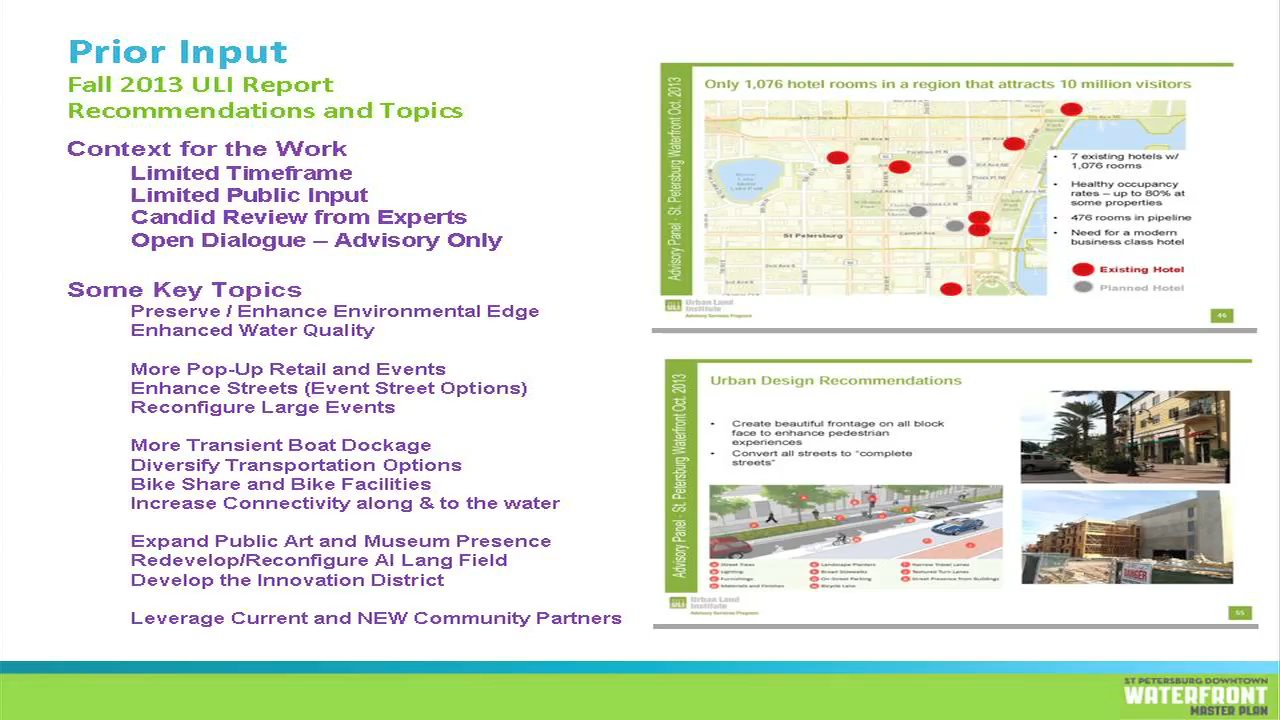 Prior Input
Fall 2013 ULI Report
Recommendations and Topics
Context for the Work
Limited Timeframe
Limited Public Input
Candid Review from Experts
Open Dialogue – Advisory Only
Some Key Topics
Preserve / Enhance Environmental Edge
Enhanced Water Quality
More Pop-Up Retail and Events
Enhance Streets (Event Street Options)
Reconfigure Large Events
More Transient Boat Dockage
Diversify Transportation Options
Bike Share and Bike Facilities
Increase Connectivity along & to the water
Expand Public Art and Museum Presence
Redevelop/Reconfigure Al Lang Field
Develop the Innovation District
Leverage Current and NEW Community Partners
Advisory Panel · St. Petersburg Waterfront Oct. 2013
Only 1,076 hotel rooms in a region that attracts 10 million visitors
St Petersburg
Central Ave
• 7 existing hotels w/
1,076 rooms
• Healthy occupancy
rates – up to 80% at
some properties
• 476 rooms in pipeline
• Need for a modern
business class hotel
Existing Hotel
Planned Hotel
ULI
Urban Land
Institute
Advisory Services Program
46
Advisory Panel · St. Petersburg Waterfront Oct. 2013
Urban Design Recommendations
• Create beautiful frontage on all block
face to enhance pedestrian
experiences
• Convert all streets to “complete
streets”
Street Trees
Lighting
Furnishings
Materials and Finishes
Landscape Planters
Broad Sidewalks
On-Street Parking
Bicycle Lane
Narrow Travel Lanes
Textured Turn Lanes
Street Presence from Buildings
DANGER
ULI
Urban Land
Institute
Advisory Services Program
55
ST PETERSBURG DOWNTOWN
WATERFRONT
MASTER PLAN